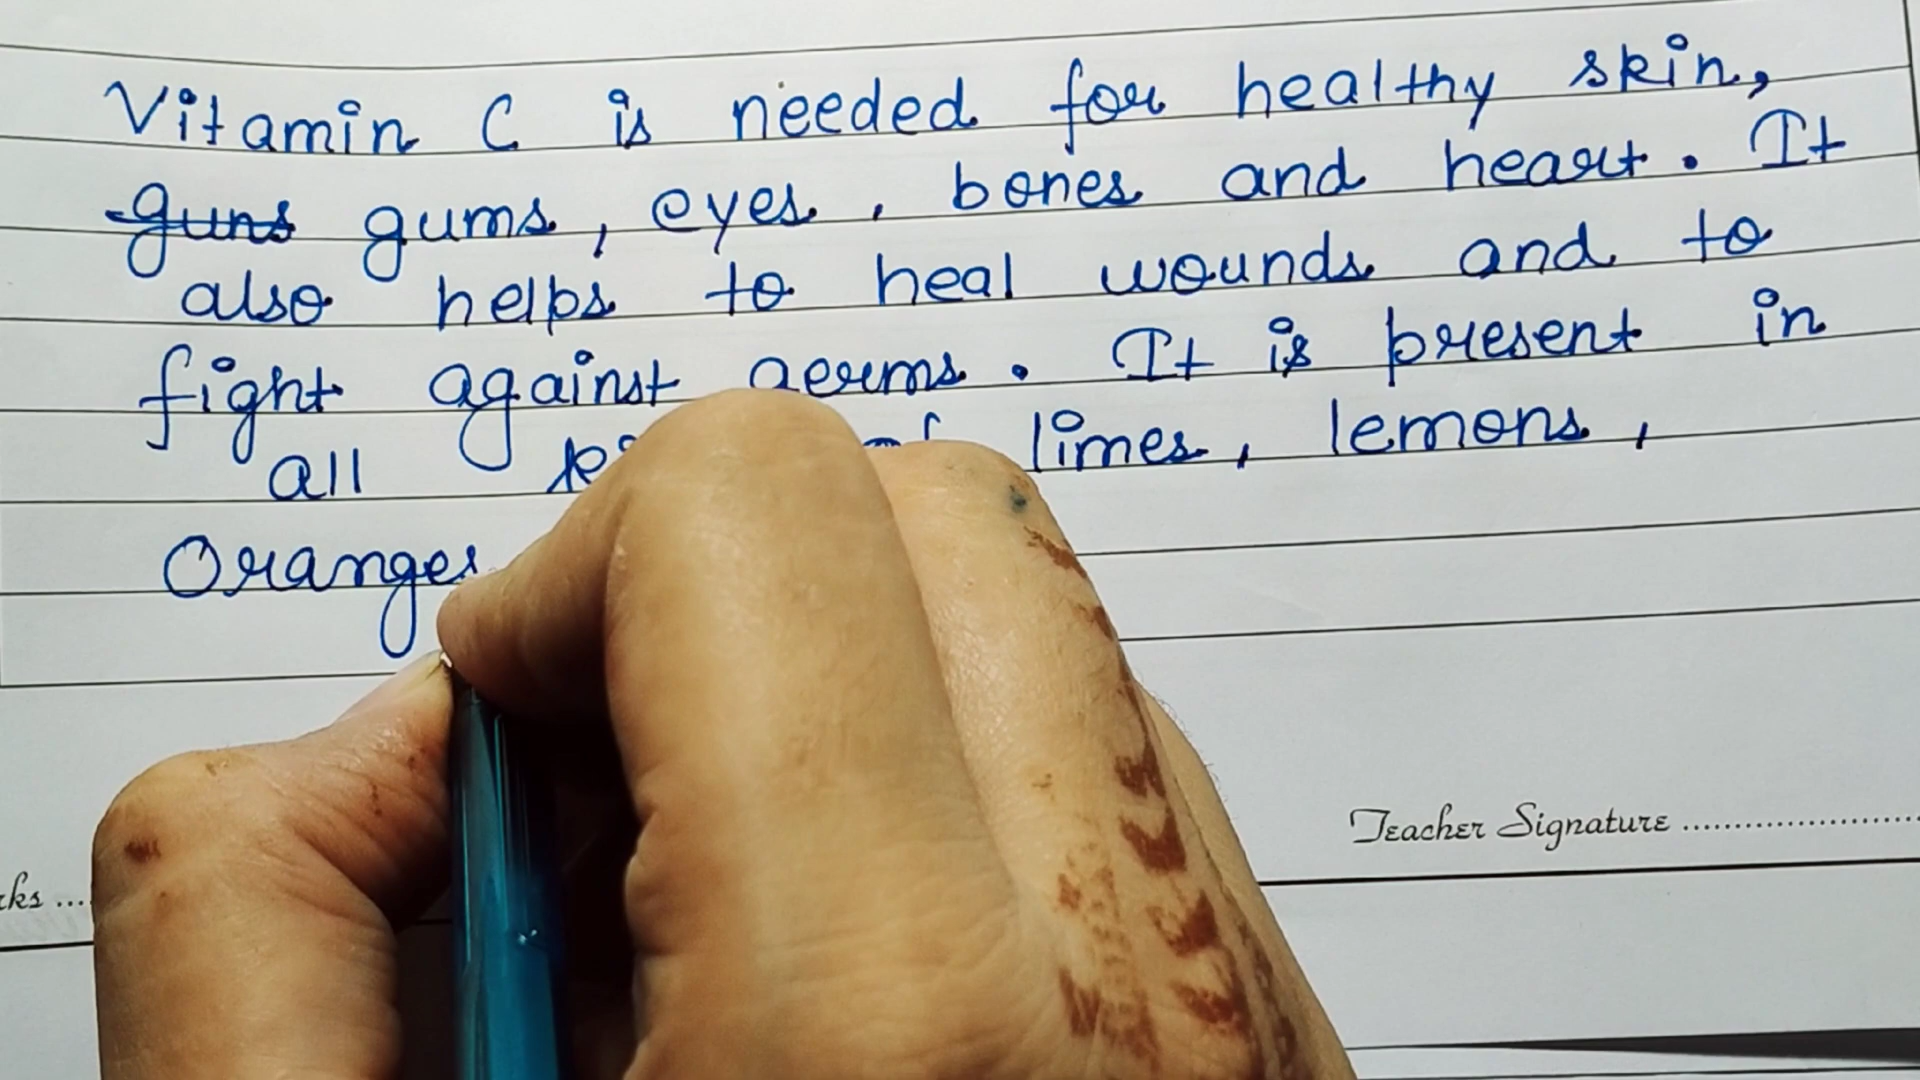 Vitamin C is needed for healthy skin,
guns gums, eyes, bones and heart. It
also helps to heal wounds and to
fight against germs. It is present in
all of limes, lemons,
Oranges
Teacher Signature ......................